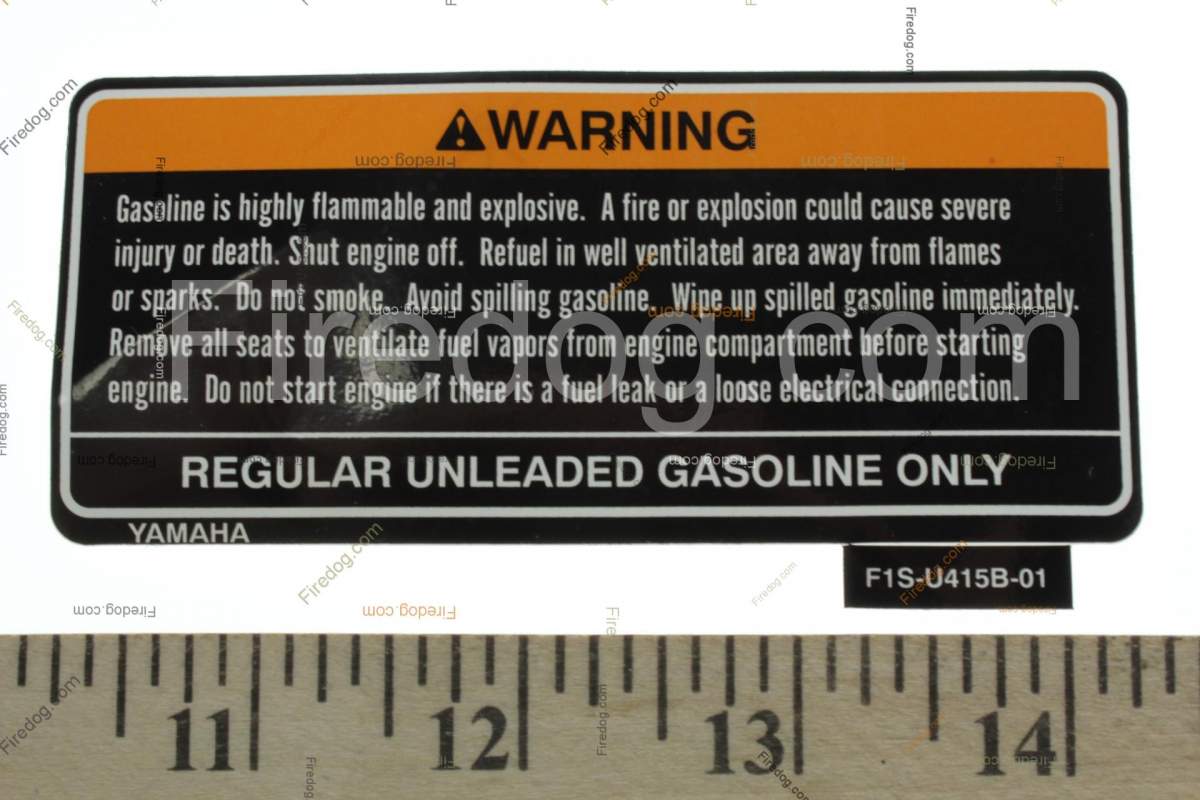 WARNING
Gasoline is highly flammable and explosive. A fire or explosion could cause severe
injury or death. Shut engine off. Refuel in well ventilated area away from flames
or sparks. Do not smoke. Avoid spilling gasoline. Wipe up spilled gasoline immediately.
Remove all seats to ventilate fuel vapors from engine compartment before starting
engine. Do not start engine if there is a fuel leak or a loose electrical connection.
Firedog.com
REGULAR UNLEADED GASOLINE ONLY
YAMAHA
F1S-U415B-01
11 12 13 14